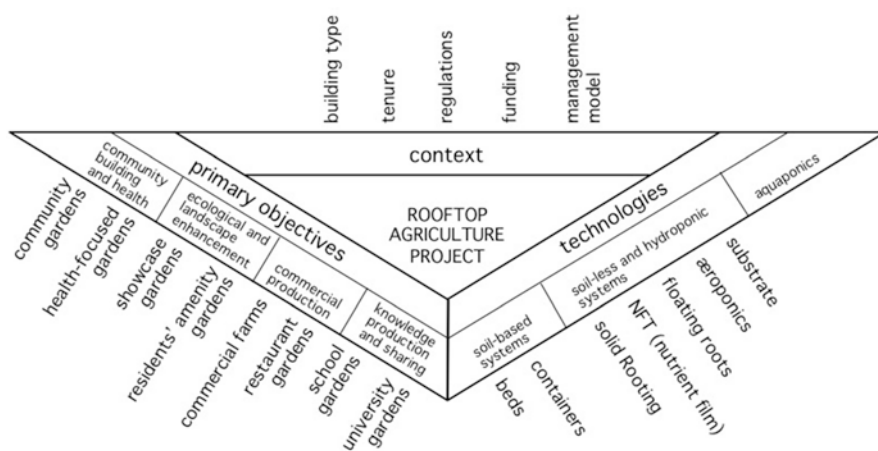 building type
tenure
regulations
funding
management
model
context
ROOFTOP
AGRICULTURE
PROJECT
primary objectives
community
building
and health
ecological and
landscape
enhancement
commercial
production
knowledge
production
and sharing
community
gardens
health-focused
gardens
showcase
gardens
residents' amenity
gardens
commercial farms
restaurant
gardens
school
gardens
university
gardens
technologies
soil-based
systems
soil-less and hydroponic
systems
aquaponics
beds
containers
solid Rooting
NFT (nutrient film)
floating roots
æroponics
substrate